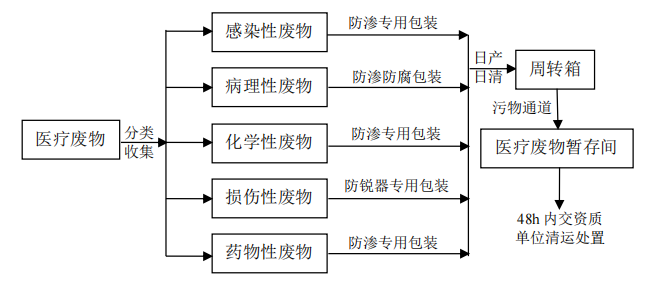 医疗废物
分类
收集
感染性废物
防渗专用包装
病理性废物
防渗防腐包装
化学性废物
防渗专用包装
损伤性废物
防锐器专用包装
药物性废物
防渗专用包装
日产
日清
周转箱
污物通道
医疗废物暂存间
48h 内交资质
单位清运处置